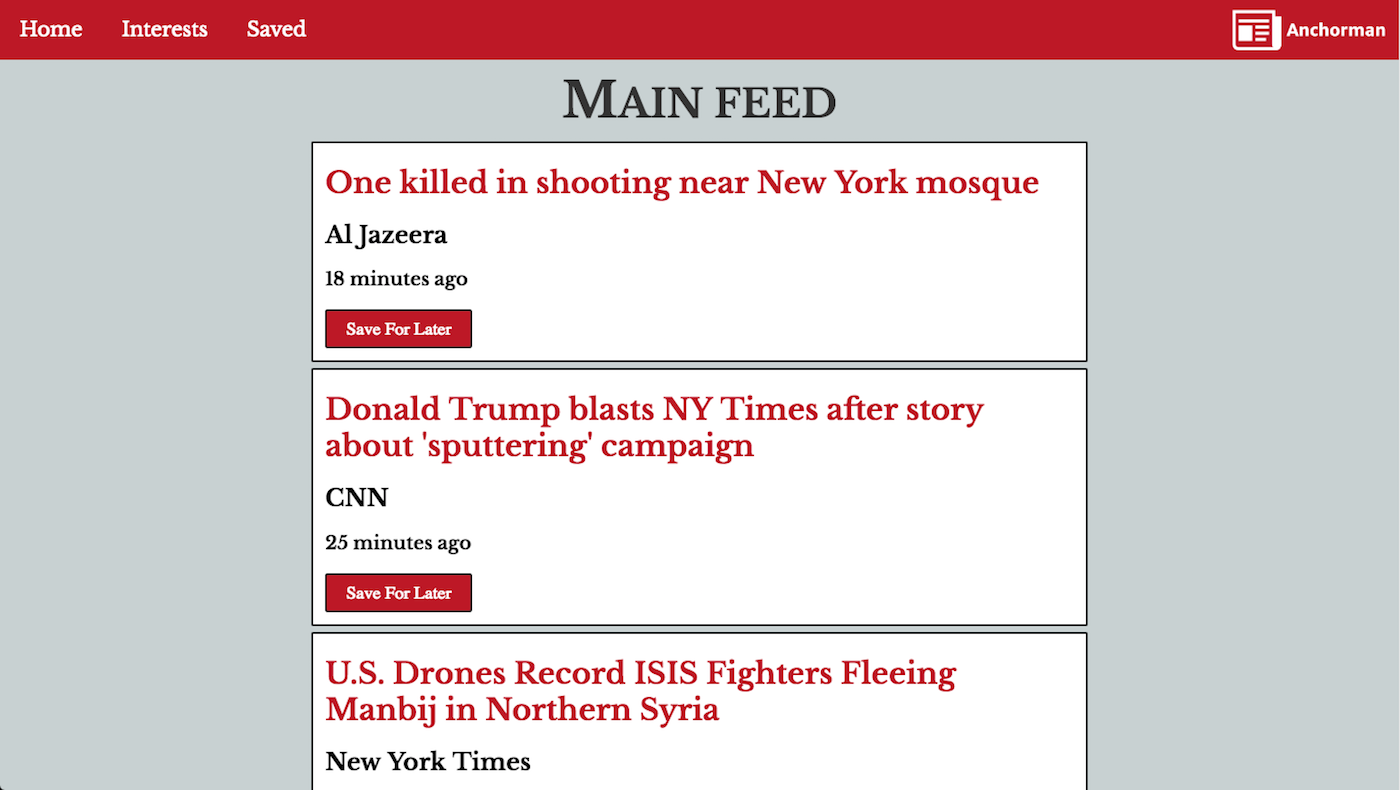 Home Interests Saved Anchorman
Main feed
One killed in shooting near New York mosque
Al Jazeera
18 minutes ago
Save For Later
Donald Trump blasts NY Times after story
about 'sputtering' campaign
CNN
25 minutes ago
Save For Later
U.S. Drones Record ISIS Fighters Fleeing
Manbij in Northern Syria
New York Times